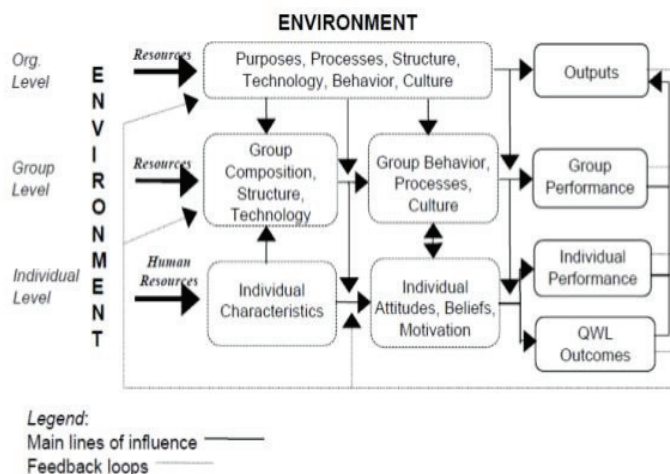 ENVIRONMENT
Org.
Level
ENVIRONMENT
Resources
Purposes, Processes, Structure,
Technology, Behavior, Culture
Outputs
Group
Level
Resources
Group
Composition,
Structure,
Technology
Group Behavior,
Processes,
Culture
Group
Performance
Individual
Level
Human
Resources
Individual
Characteristics
Individual
Attitudes, Beliefs,
Motivation
Individual
Performance
QWL
Outcomes
Legend:
Main lines of influence
Feedback loops